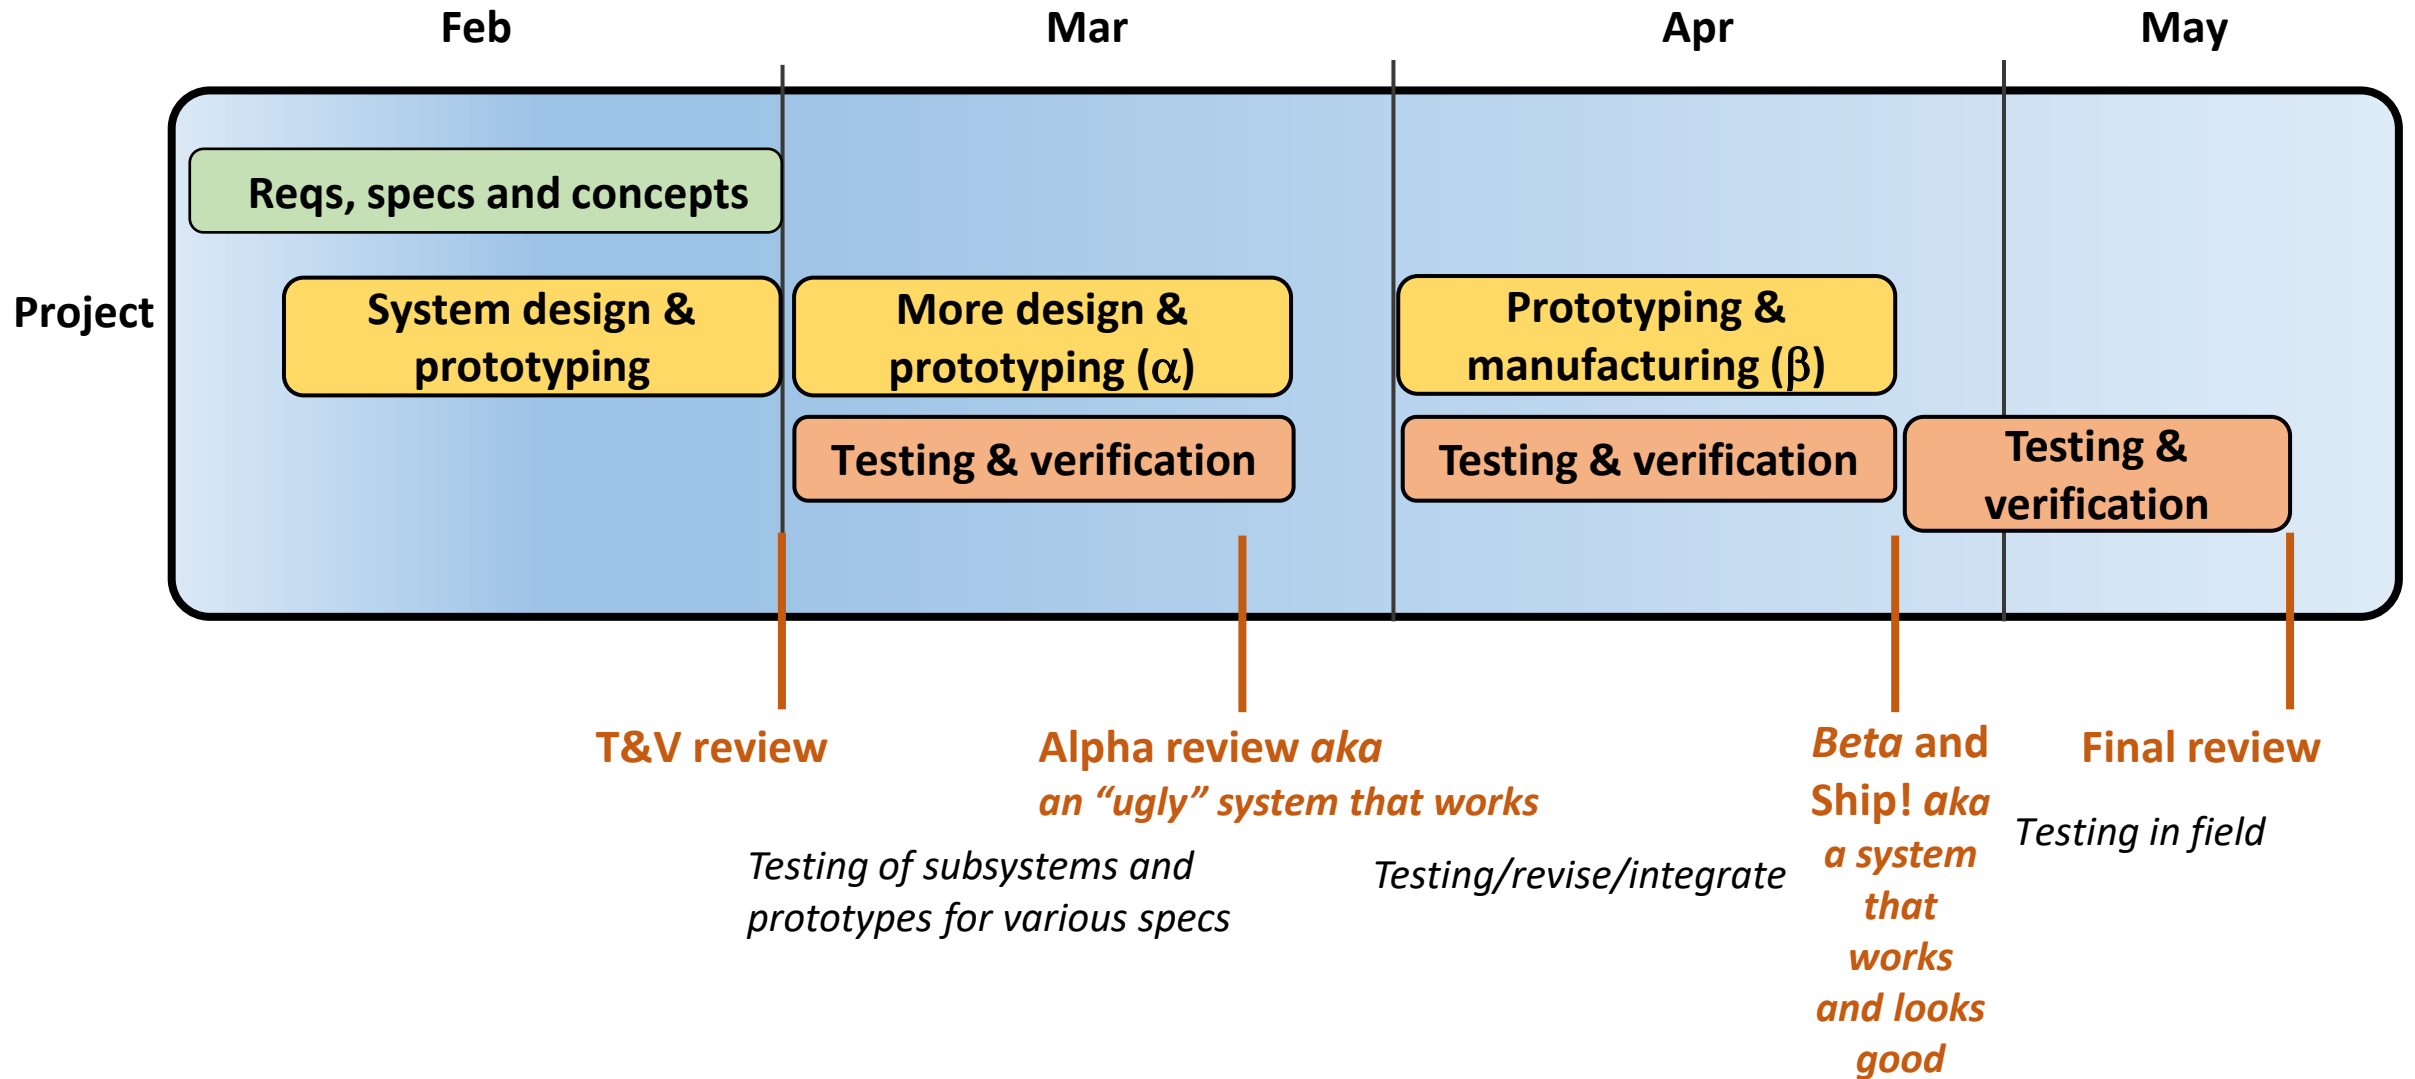 Feb
Mar
Apr
May
Project
Reqs, specs and concepts
System design &
prototyping
More design &
prototyping (α)
Prototyping &
manufacturing (β)
Testing & verification
Testing & verification
Testing &
verification
T&V review
Alpha review aka
an “ugly” system that works
Testing of subsystems and
prototypes for various specs
Testing/revise/integrate
Beta and
Ship! aka
a system
that
works
and looks
good
Final review
Testing in field